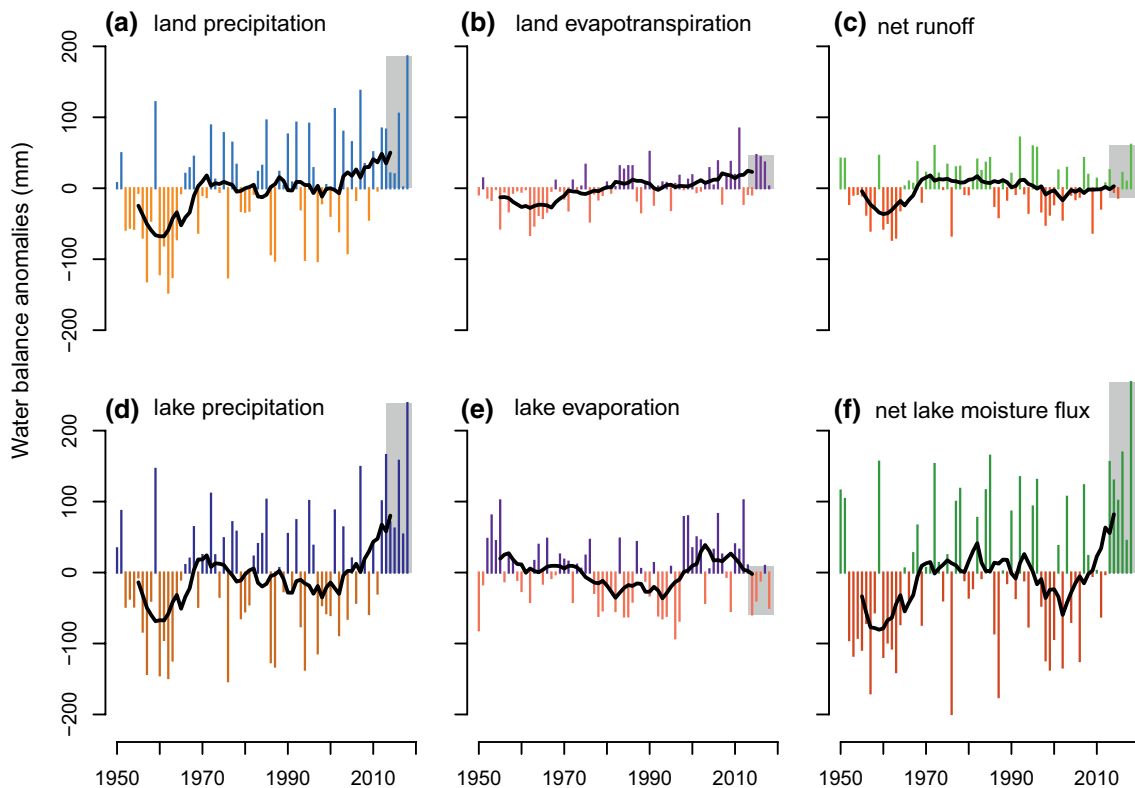 (a) land precipitation
(b) land evapotranspiration
(c) net runoff
Water balance anomalies (mm)
200
100
0
−100
−200
(d) lake precipitation
(e) lake evaporation
(f) net lake moisture flux
200
100
0
−100
−200
1950 1970 1990 2010
1950 1970 1990 2010
1950 1970 1990 2010